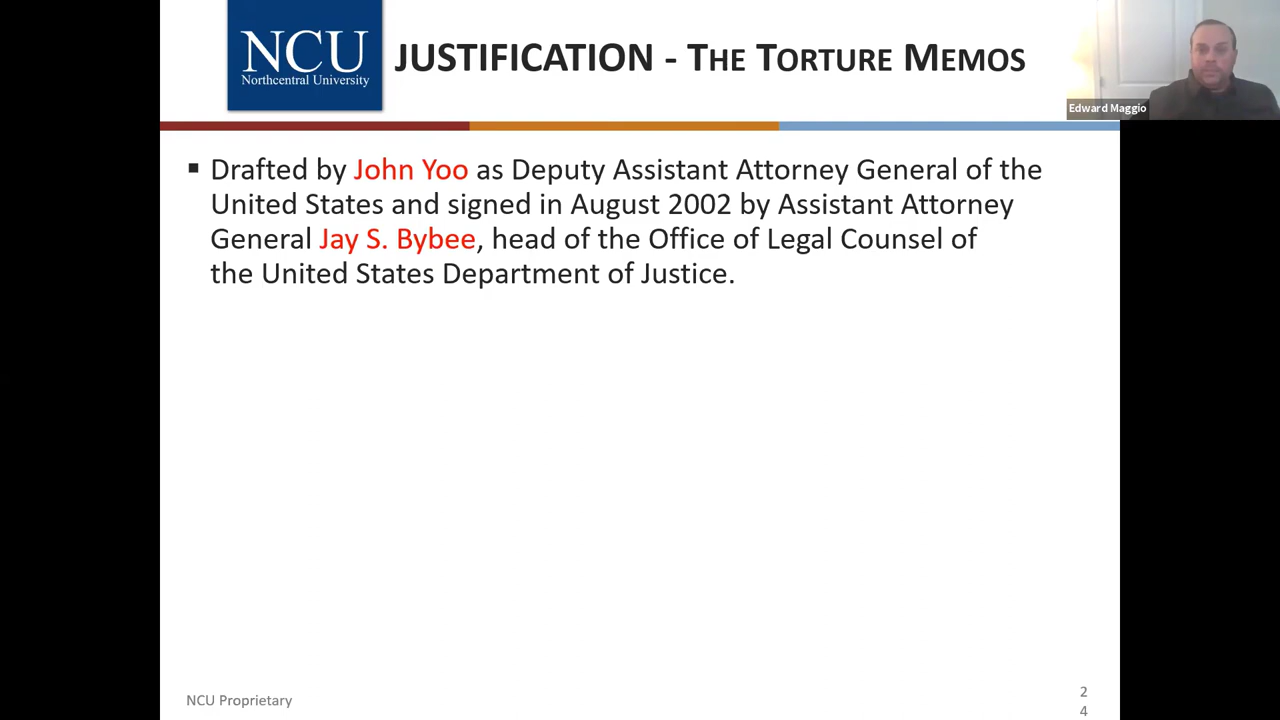 NCU
Northcentral University
JUSTIFICATION - THE TORTURE MEMOS
Edward Maggio
▪ Drafted by John Yoo as Deputy Assistant Attorney General of the
United States and signed in August 2002 by Assistant Attorney
General Jay S. Bybee, head of the Office of Legal Counsel of
the United States Department of Justice.
NCU Proprietary
2
4